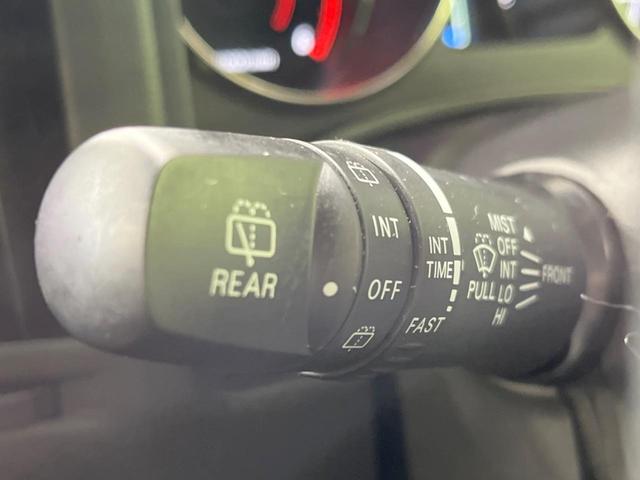 REAR
INT
OFF
INT
TIME
FAST
MIST
OFF
INT
LO
HI
PULL
FRONT